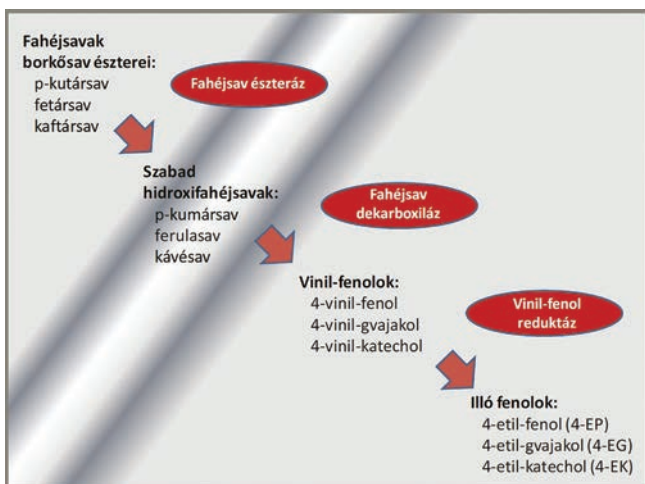 Fahéjsavak
borkősav észterei:
p-kutársav
fetársav
kaftársav
Fahéjsav észteráz
Szabad
hidroxifahéjsavak:
p-kumársav
ferulasav
kávésav
Fahéjsav
dekarboxiláz
Vinil-fenolok:
4-vinil-fenol
4-vinil-gvajakol
4-vinil-katechol
Vinil-fenol
reduktáz
Illó fenolok:
4-etil-fenol (4-EP)
4-etil-gvajakol (4-EG)
4-etil-katechol (4-EK)